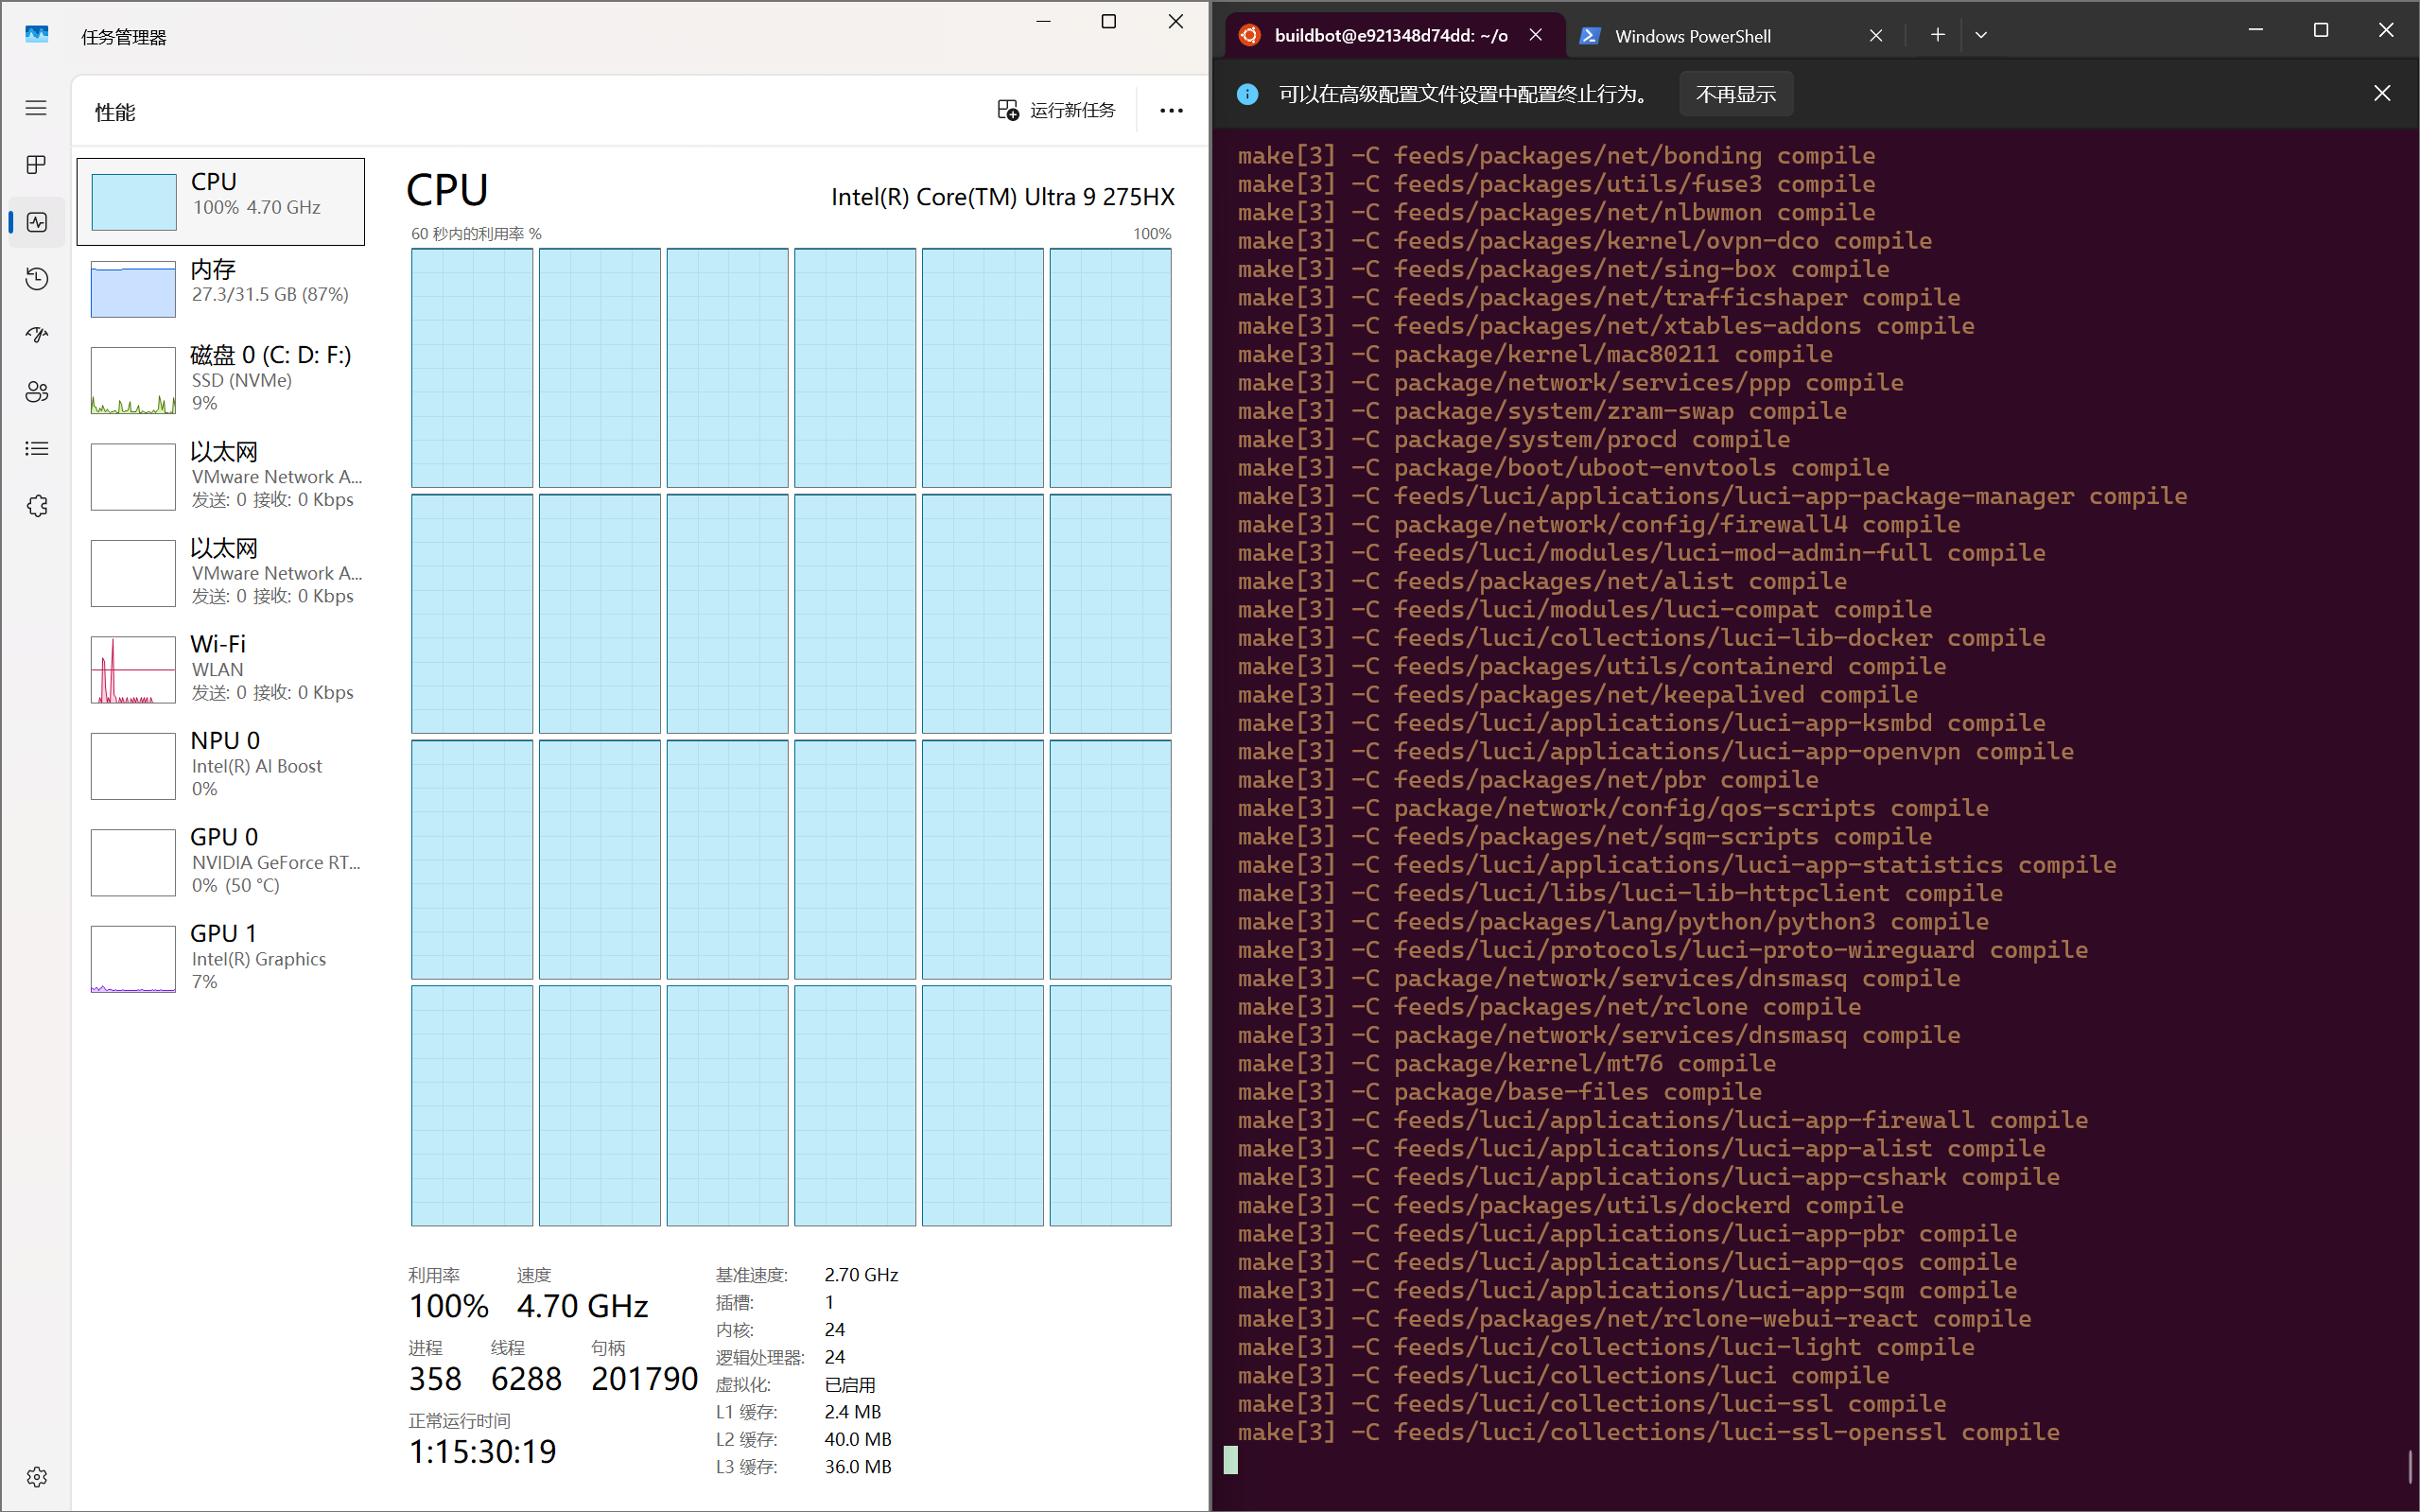 任务管理器
性能
运行新任务
CPU
100% 4.70 GHz
内存
27.3/31.5 GB (87%)
磁盘 0 (C: D: F:)
SSD (NVMe)
9%
以太网
VMware Network A...
发送: 0 接收: 0 Kbps
以太网
VMware Network A...
发送: 0 接收: 0 Kbps
Wi-Fi
WLAN
发送: 0 接收: 0 Kbps
NPU 0
Intel(R) AI Boost
0%
GPU 0
NVIDIA GeForce RT...
0% (50 °C)
GPU 1
Intel(R) Graphics
7%
CPU
Intel(R) Core(TM) Ultra 9 275HX
60 秒内的利用率 %
100%
利用率 速度
100% 4.70 GHz
进程 线程 句柄
358 6288 201790
正常运行时间
1:15:30:19
基准速度: 2.70 GHz
插槽: 1
内核: 24
逻辑处理器: 24
虚拟化: 已启用
L1 缓存: 2.4 MB
L2 缓存: 40.0 MB
L3 缓存: 36.0 MB
buildbot@e921348d74dd: ~/o
Windows PowerShell
可以在高级配置文件设置中配置终止行为。
不再显示
make[3] -C feeds/packages/net/bonding compile
make[3] -C feeds/packages/utils/fuse3 compile
make[3] -C feeds/packages/net/nlbwmon compile
make[3] -C feeds/packages/kernel/ovpn-dco compile
make[3] -C feeds/packages/net/sing-box compile
make[3] -C feeds/packages/net/trafficshaper compile
make[3] -C feeds/packages/net/xtables-addons compile
make[3] -C package/kernel/mac80211 compile
make[3] -C package/network/services/ppp compile
make[3] -C package/system/zram-swap compile
make[3] -C package/system/procd compile
make[3] -C package/boot/uboot-envtools compile
make[3] -C feeds/luci/applications/luci-app-package-manager compile
make[3] -C package/network/config/firewall4 compile
make[3] -C feeds/luci/modules/luci-mod-admin-full compile
make[3] -C feeds/packages/net/alist compile
make[3] -C feeds/luci/modules/luci-compat compile
make[3] -C feeds/luci/collections/luci-lib-docker compile
make[3] -C feeds/packages/utils/containerd compile
make[3] -C feeds/packages/net/keepalived compile
make[3] -C feeds/luci/applications/luci-app-ksmbd compile
make[3] -C feeds/luci/applications/luci-app-openvpn compile
make[3] -C feeds/packages/net/pbr compile
make[3] -C package/network/config/qos-scripts compile
make[3] -C feeds/packages/net/sqm-scripts compile
make[3] -C feeds/luci/applications/luci-app-statistics compile
make[3] -C feeds/luci/libs/luci-lib-httpclient compile
make[3] -C feeds/packages/lang/python/python3 compile
make[3] -C feeds/luci/protocols/luci-proto-wireguard compile
make[3] -C package/network/services/dnsmasq compile
make[3] -C feeds/packages/net/rclone compile
make[3] -C package/network/services/dnsmasq compile
make[3] -C package/kernel/mt76 compile
make[3] -C package/base-files compile
make[3] -C feeds/luci/applications/luci-app-firewall compile
make[3] -C feeds/luci/applications/luci-app-alist compile
make[3] -C feeds/luci/applications/luci-app-cshark compile
make[3] -C feeds/packages/utils/dockerd compile
make[3] -C feeds/luci/applications/luci-app-pbr compile
make[3] -C feeds/luci/applications/luci-app-qos compile
make[3] -C feeds/luci/applications/luci-app-sqm compile
make[3] -C feeds/packages/net/rclone-webui-react compile
make[3] -C feeds/luci/collections/luci-light compile
make[3] -C feeds/luci/collections/luci compile
make[3] -C feeds/luci/collections/luci-ssl compile
make[3] -C feeds/luci/collections/luci-ssl-openssl compile